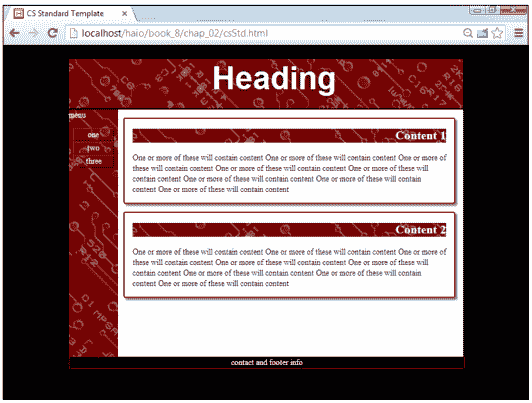 CS Standard Template
localhost/haio/book_8/chap_02/csStd.html
Heading
menu
one
two
three
Content 1
One or more of these will contain content One or more of these will contain content One or more of
these will contain content One or more of these will contain content One or more of these will
contain content One or more of these will contain content One or more of these will contain
content One or more of these will contain content
Content 2
One or more of these will contain content One or more of these will contain content One or more of
these will contain content One or more of these will contain content One or more of these will
contain content One or more of these will contain content One or more of these will contain
content One or more of these will contain content
contact and footer info